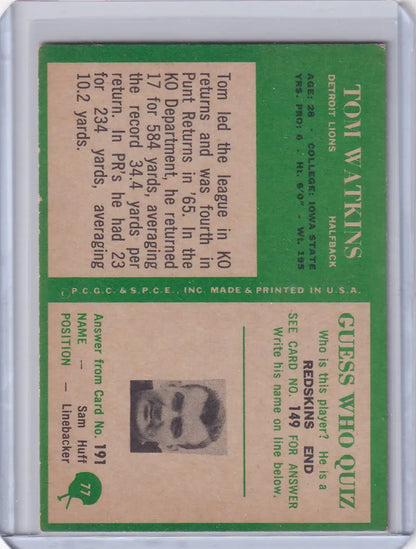 TOM WATKINS
DETROIT LIONS HALFBACK
AGE: 28 - COLLEGE: IOWA STATE
YRS. PRO: 6 - Ht. 6'0" - Wt. 195
Tom led the league in KO
returns and was fourth in
Punt Returns in '65. In the
KO Department, he returned
17 for 584 yards, averaging
the record 34.4 yards per
return. In PR's he had 23
for 234 yards, averaging
10.2 yards.
P.C.G.C. & S.P.C.E., INC. MADE & PRINTED IN U.S.A.
GUESS WHO QUIZ
Who is this player? He is a
REDSKINS END
SEE CARD NO. 149 FOR ANSWER
Write his name on line below.
Answer from Card No. 191
NAME — Sam Huff
POSITION — Linebacker
77